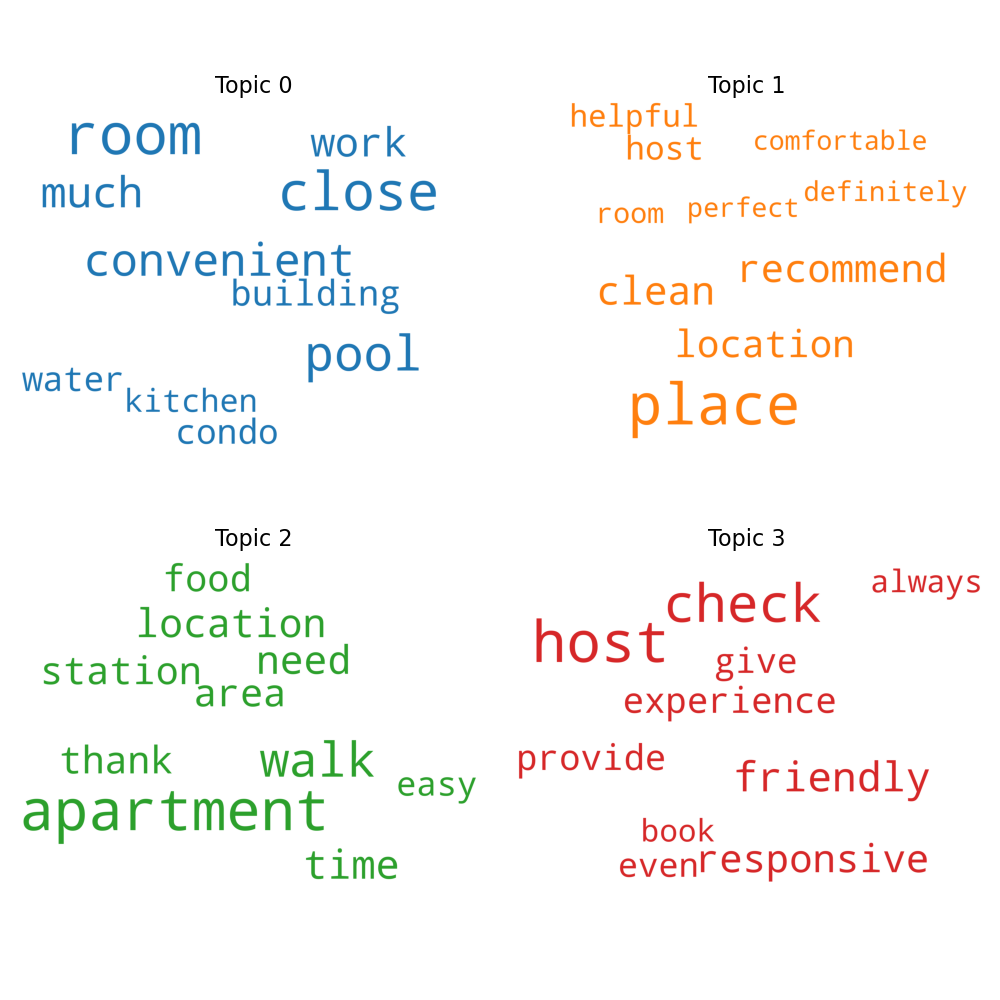 Topic 0
room
work
much
close
convenient
building
pool
water
kitchen
condo
Topic 1
helpful
host
comfortable
definitely
room
perfect
recommend
clean
location
place
Topic 2
food
location
need
station
area
walk
thank
easy
apartment
time
Topic 3
always
check
host
give
experience
provide
friendly
book
responsive
even